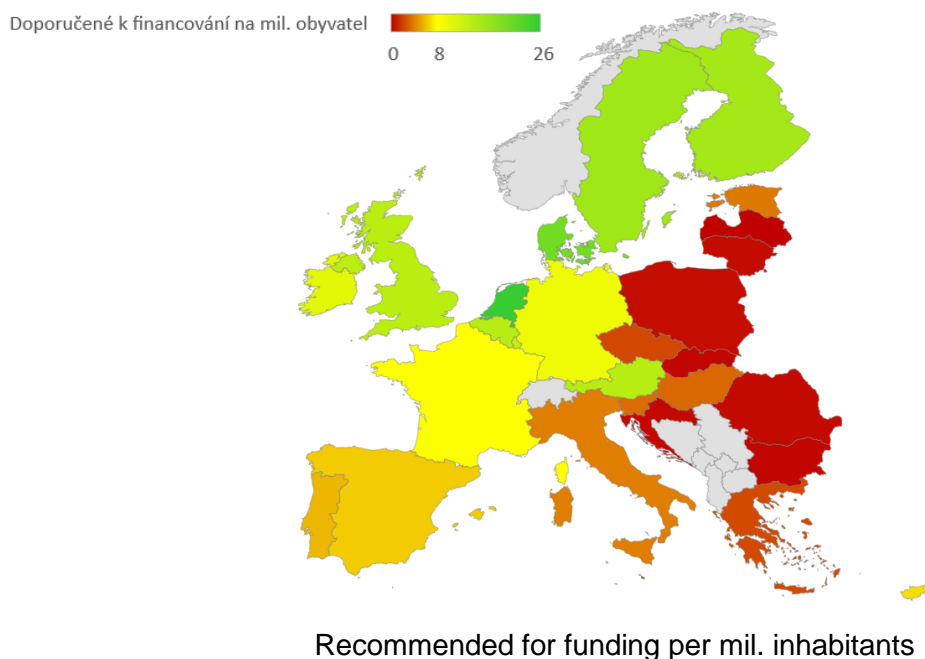 Doporučené k financování na mil. obyvatel
0 8 26
Recommended for funding per mil. inhabitants